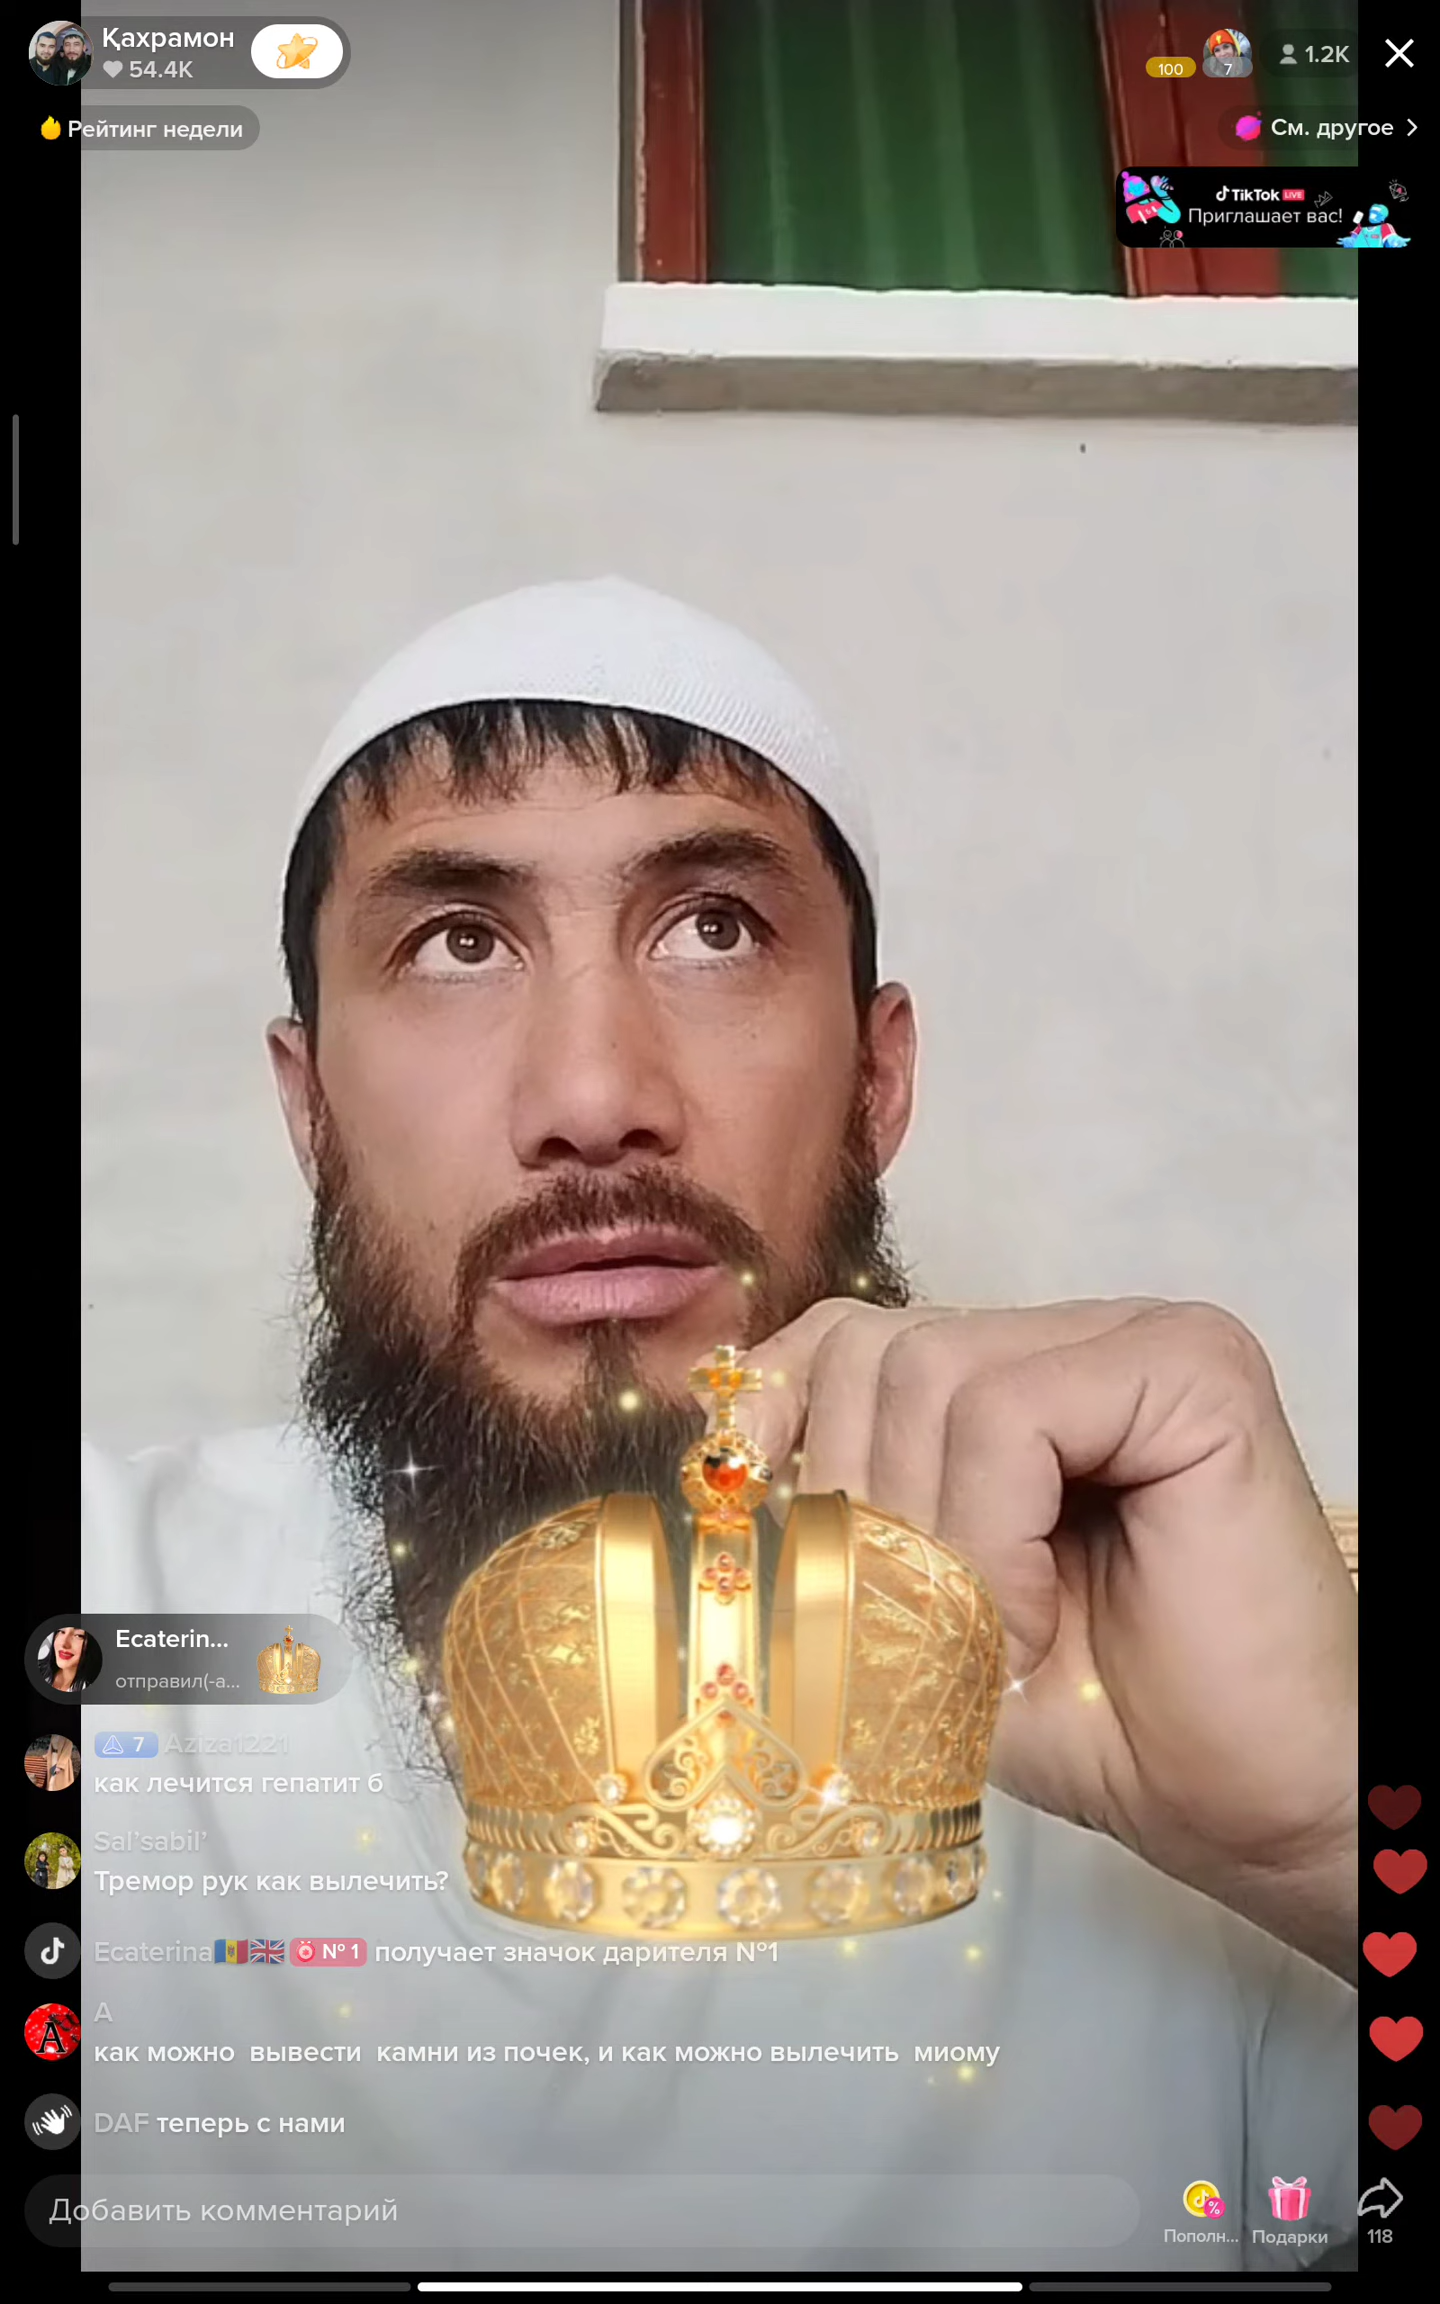 Қахрамон
54.4K
100
7
1.2K
Рейтинг недели
См. другое
TikTok LIVE
Приглашает вас!
Ecaterin...
отправил(-а...
7 Aziza1221
как лечится гепатит б
Sal'sabil'
Тремор рук как вылечить?
Ecaterina Nº 1 получает значок дарителя Nº1
A
A
как можно вывести камни из почек, и как можно вылечить миому
DAF теперь с нами
Добавить комментарий
Пополн...
Подарки
118